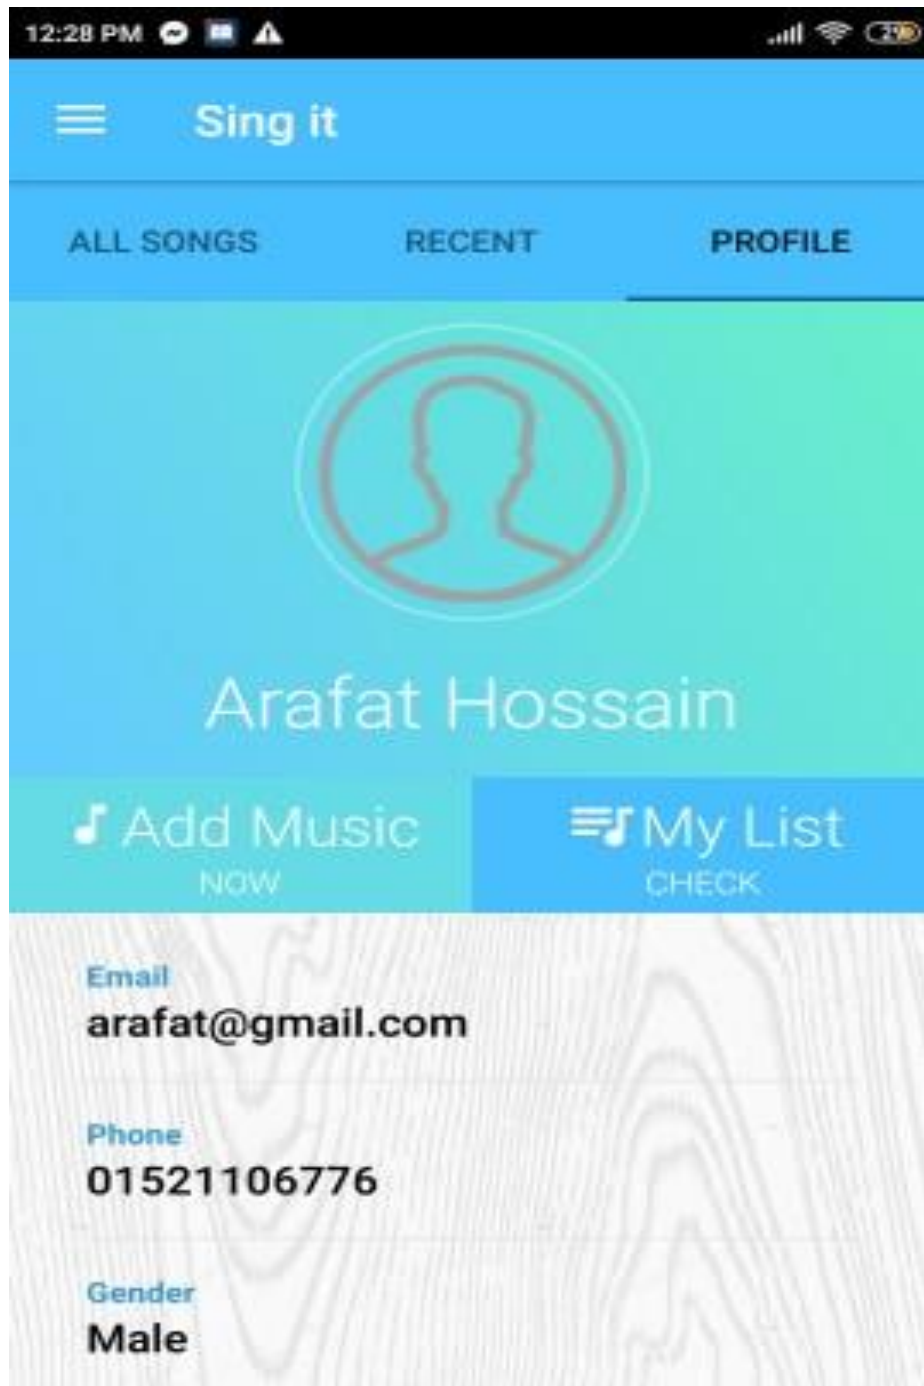 12:28 PM
Sing it
ALL SONGS RECENT PROFILE
Arafat Hossain
Add Music My List
NOW CHECK
Email
arafat@gmail.com
Phone
01521106776
Gender
Male